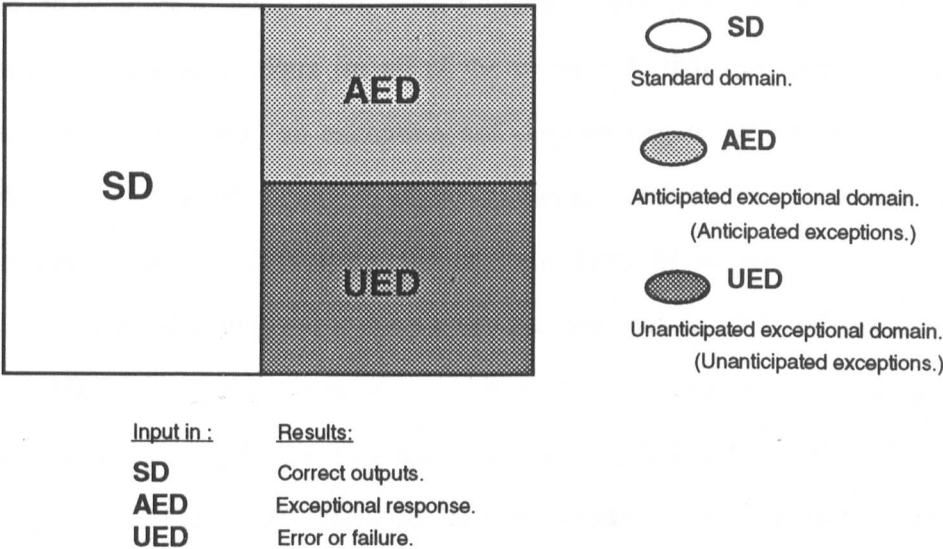 SD
AED
UED
SD
Standard domain.
AED
Anticipated exceptional domain.
(Anticipated exceptions.)
UED
Unanticipated exceptional domain.
(Unanticipated exceptions.)
Input in : Results:
SD Correct outputs.
AED Exceptional response.
UED Error or failure.